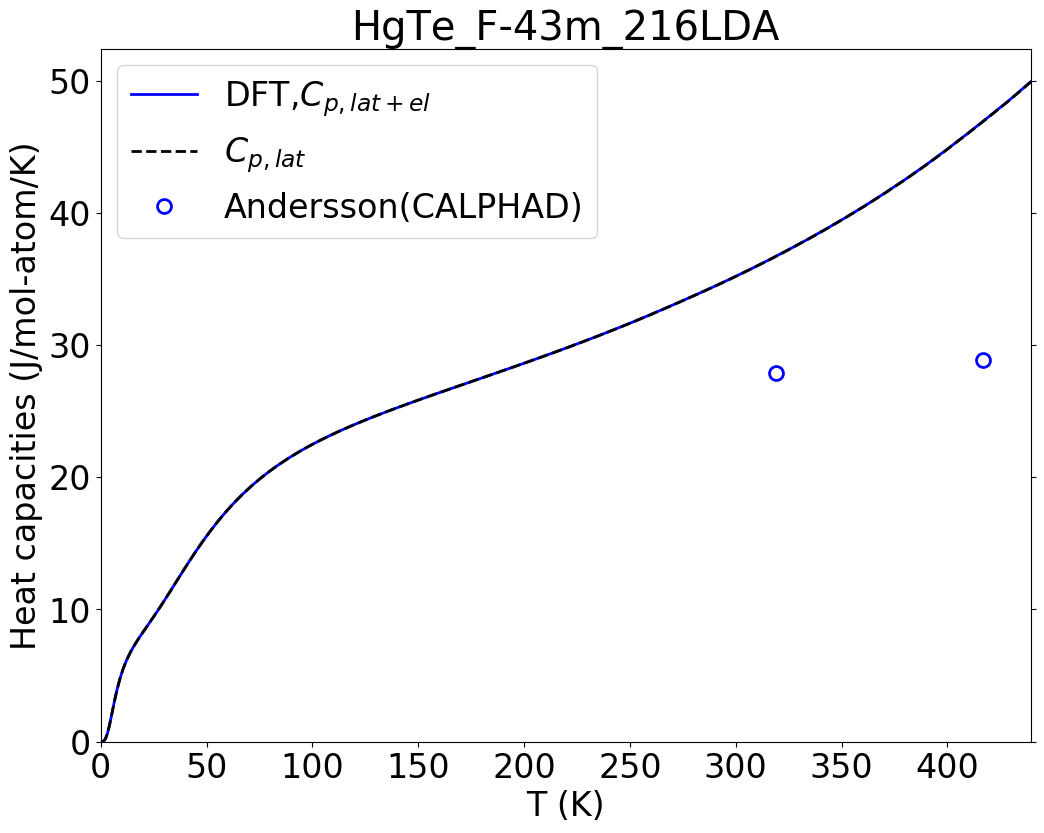 HgTe_F-43m_216LDA
DFT,C_{p, lat+el}
C_{p, lat}
Andersson(CALPHAD)
Heat capacities (J/mol-atom/K)
50
40
30
20
10
0
0 50 100 150 200 250 300 350 400
T (K)